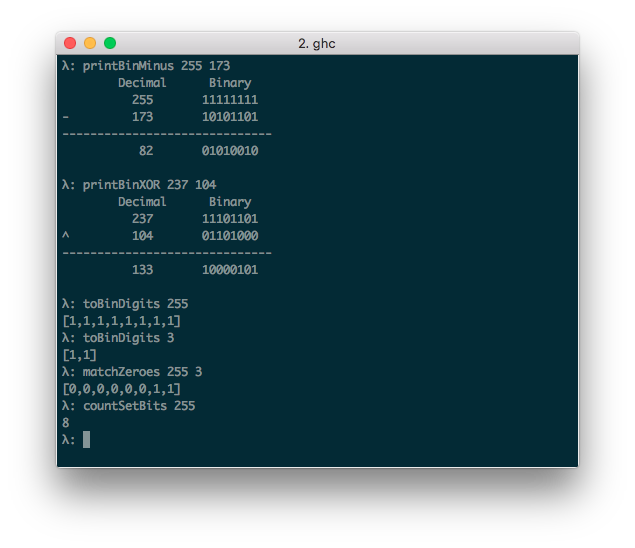 2. ghc
λ: printBinMinus 255 173
        Decimal      Binary
          255       11111111
-         173       10101101
------------------------------
           82       01010010
λ: printBinXOR 237 104
        Decimal      Binary
          237       11101101
^         104       01101000
------------------------------
          133       10000101
λ: toBinDigits 255
[1,1,1,1,1,1,1,1]
λ: toBinDigits 3
[1,1]
λ: matchZeroes 255 3
[0,0,0,0,0,0,1,1]
λ: countSetBits 255
8
λ: